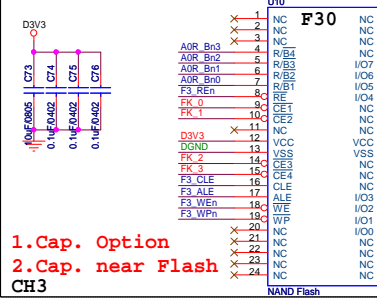 U10
D3V3
C73
C74
C75
C76
10uF/0805
0.1uF/0402
0.1uF/0402
0.1uF/0402
F30
1 NC NC
2 NC NC
3 NC NC
A0R_Bn3 4 R/B4 NC
A0R_Bn2 5 R/B3 I/O7
A0R_Bn1 6 R/B2 I/O6
A0R_Bn0 7 R/B1 I/O5
F3_REn 8 RE I/O4
FK_0 9 CE1 NC
FK_1 10 CE2 NC
11 NC NC
D3V3 12 VCC VCC
DGND 13 VSS VSS
FK_2 14 CE3 NC
FK_3 15 CE4 NC
F3_CLE 16 CLE NC
F3_ALE 17 ALE I/O3
F3_WEn 18 WE I/O2
F3_WPn 19 WP I/O1
20 NC I/O0
21 NC NC
22 NC NC
23 NC NC
24 NC NC
NAND Flash
1.Cap. Option
2.Cap. near Flash
CH3